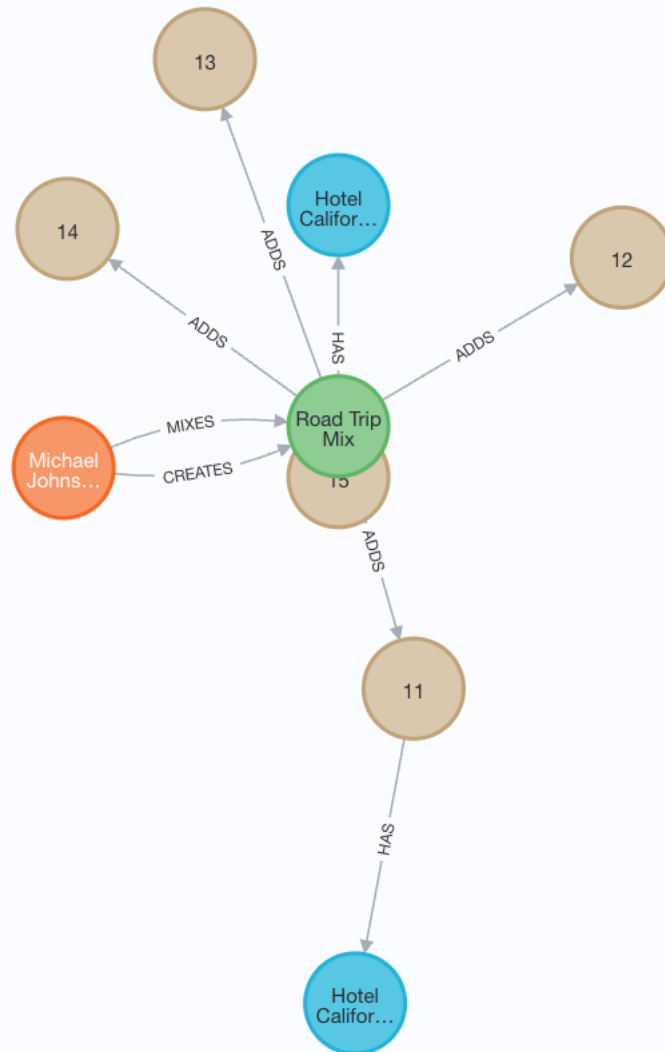 13
Hotel
Califor…
14
12
ADDS
ADDS
HAS
ADDS
Road Trip
Mix
MIXES
Michael
Johns…
CREATES
15
ADDS
11
HAS
Hotel
Califor…